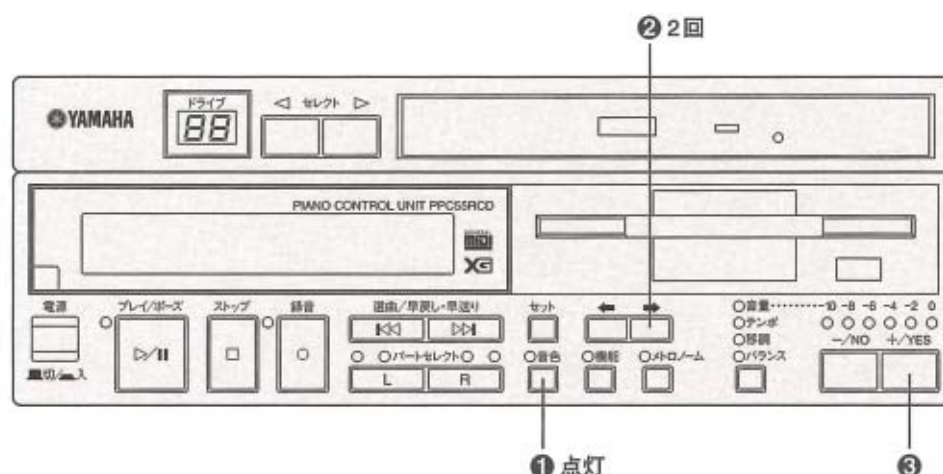 ❷ 2回
YAMAHA
ドライブ
88
◁ セレクト ▷
PIANO CONTROL UNIT PPC55RCD
MIDI
XG
電源
プレイ/ポーズ
ストップ
録音
選曲/早戻し・早送り
セット
○音量 -10 -8 -6 -4 -2 0
○テンポ
○移調
○バランス
−/NO
+/YES
パートセレクト
L
R
○音色
○機能
○メトロノーム
切/入
❶ 点灯
❸